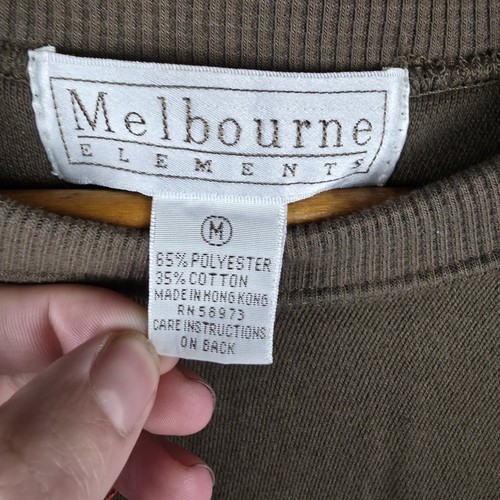 Melbourne
ELEMENTS
M
65% POLYESTER
35% COTTON
MADE IN HONG KONG
RN 58973
CARE INSTRUCTIONS
ON BACK